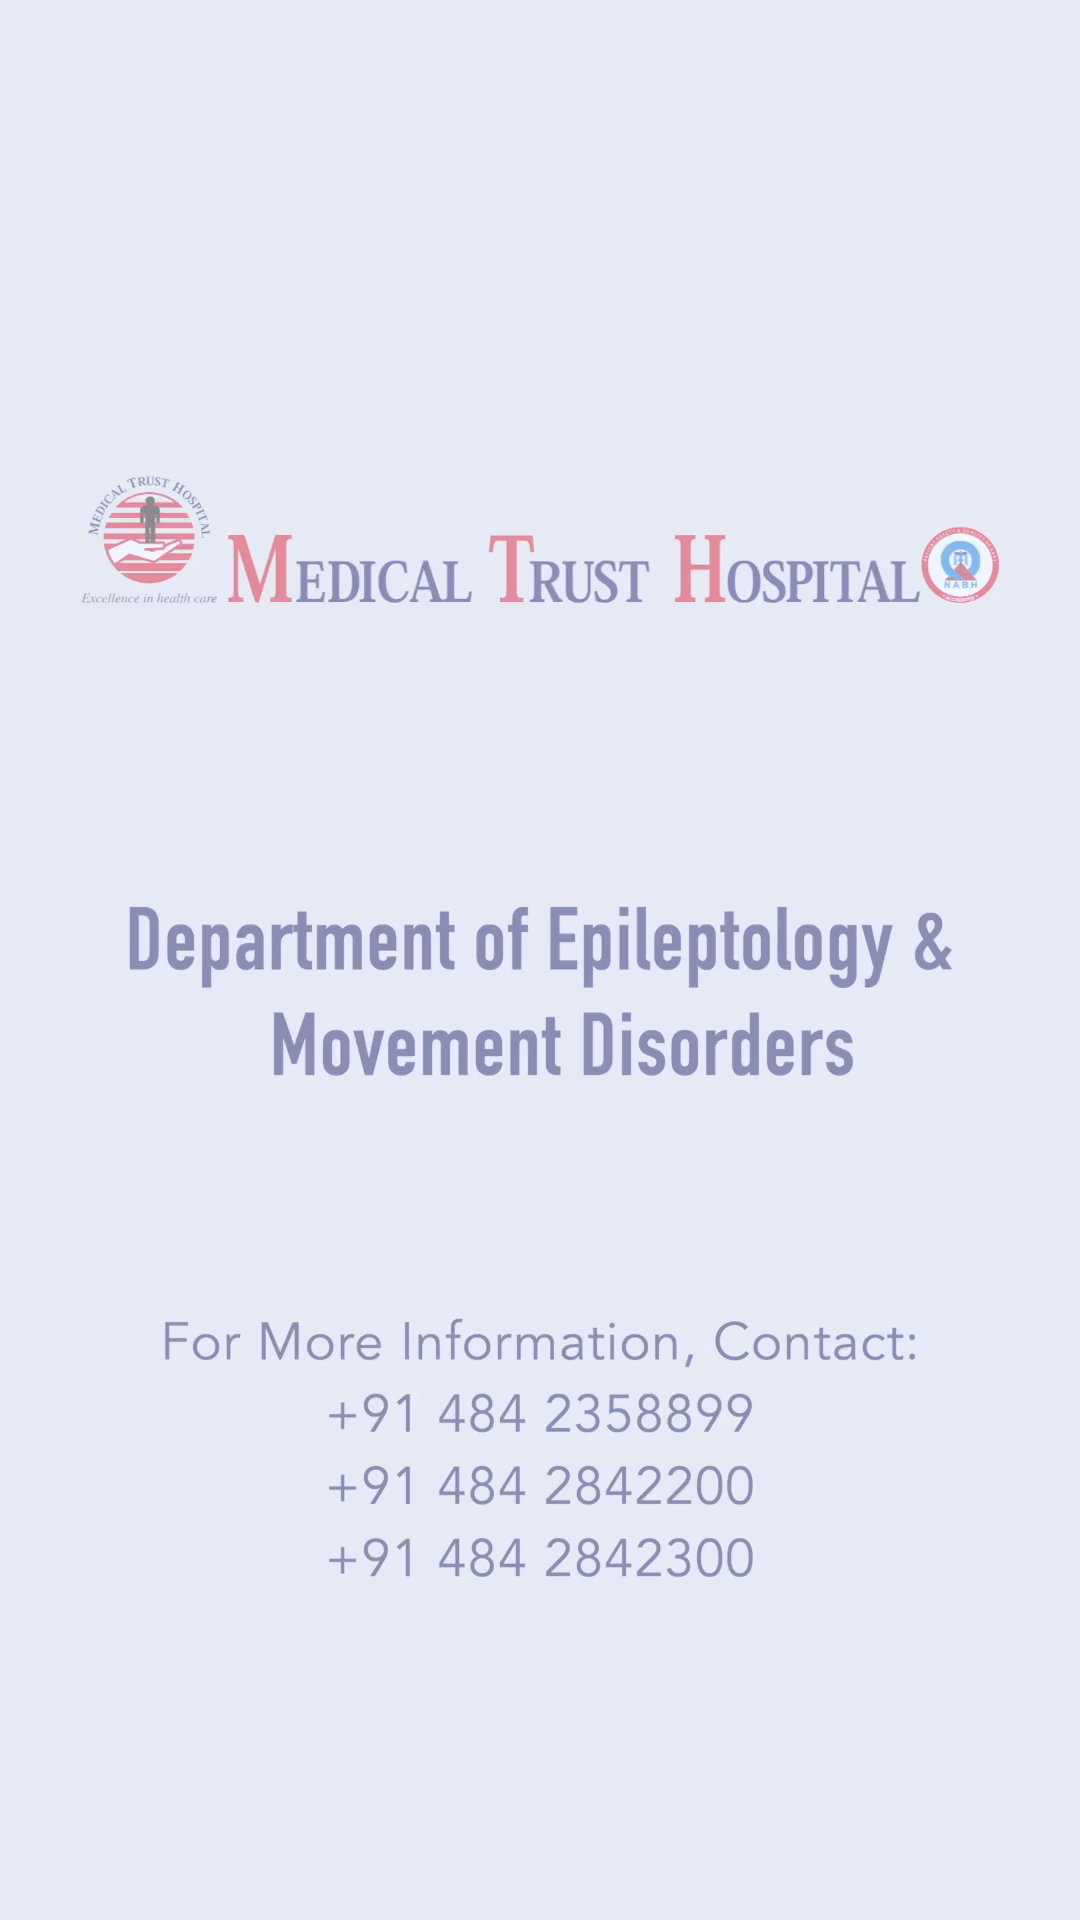 MEDICAL TRUST HOSPITAL
Excellence in health care
MEDICAL TRUST HOSPITAL
NABH
Department of Epileptology &
Movement Disorders
For More Information, Contact:
+91 484 2358899
+91 484 2842200
+91 484 2842300